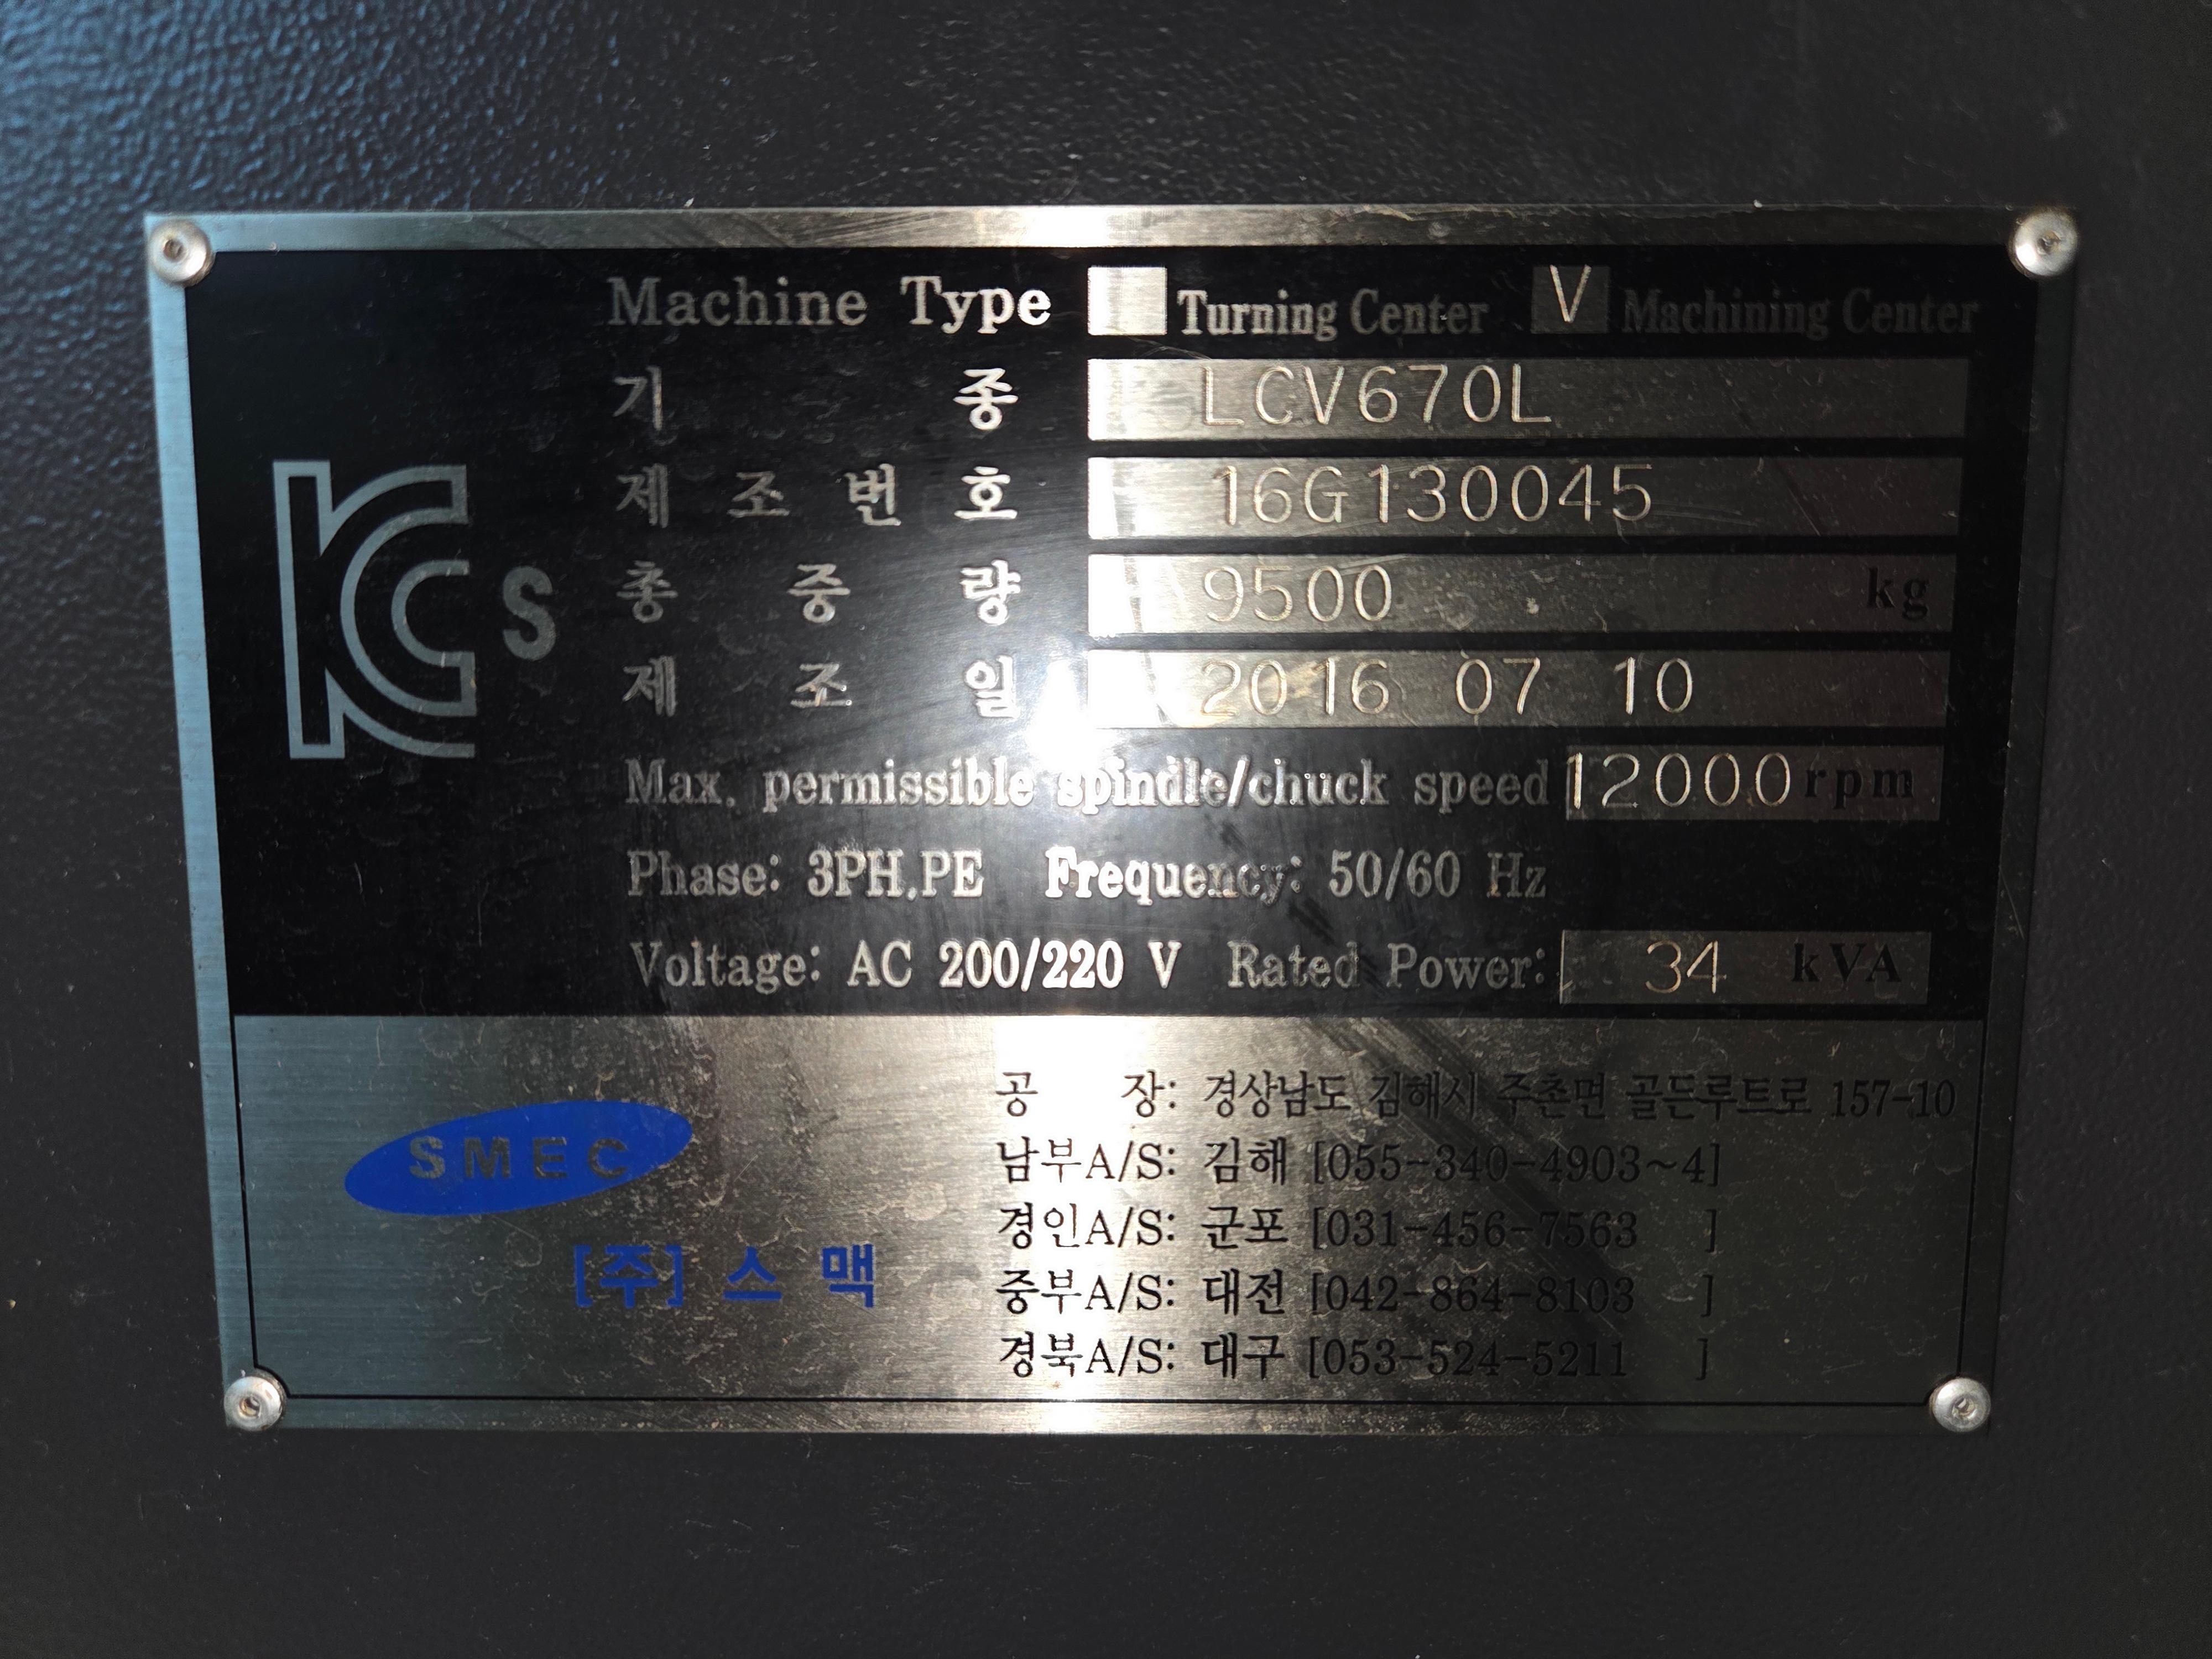 Machine Type Turning Center V Machining Center
기종 LCV670L
제조번호 16G130045
총중량 9500 kg
제조일 2016 07 10
Max. permissible spindle/chuck speed 12000 rpm
Phase: 3PH,PE Frequency: 50/60 Hz
Voltage: AC 200/220 V Rated Power: 34 kVA
KC S
SMEC
[주] 스맥
공장: 경상남도 김해시 주촌면 골든루트로 157-10
남부A/S: 김해 [055-340-4903~4]
경인A/S: 군포 [031-456-7563 ]
중부A/S: 대전 [042-864-8103 ]
경북A/S: 대구 [053-524-5211 ]